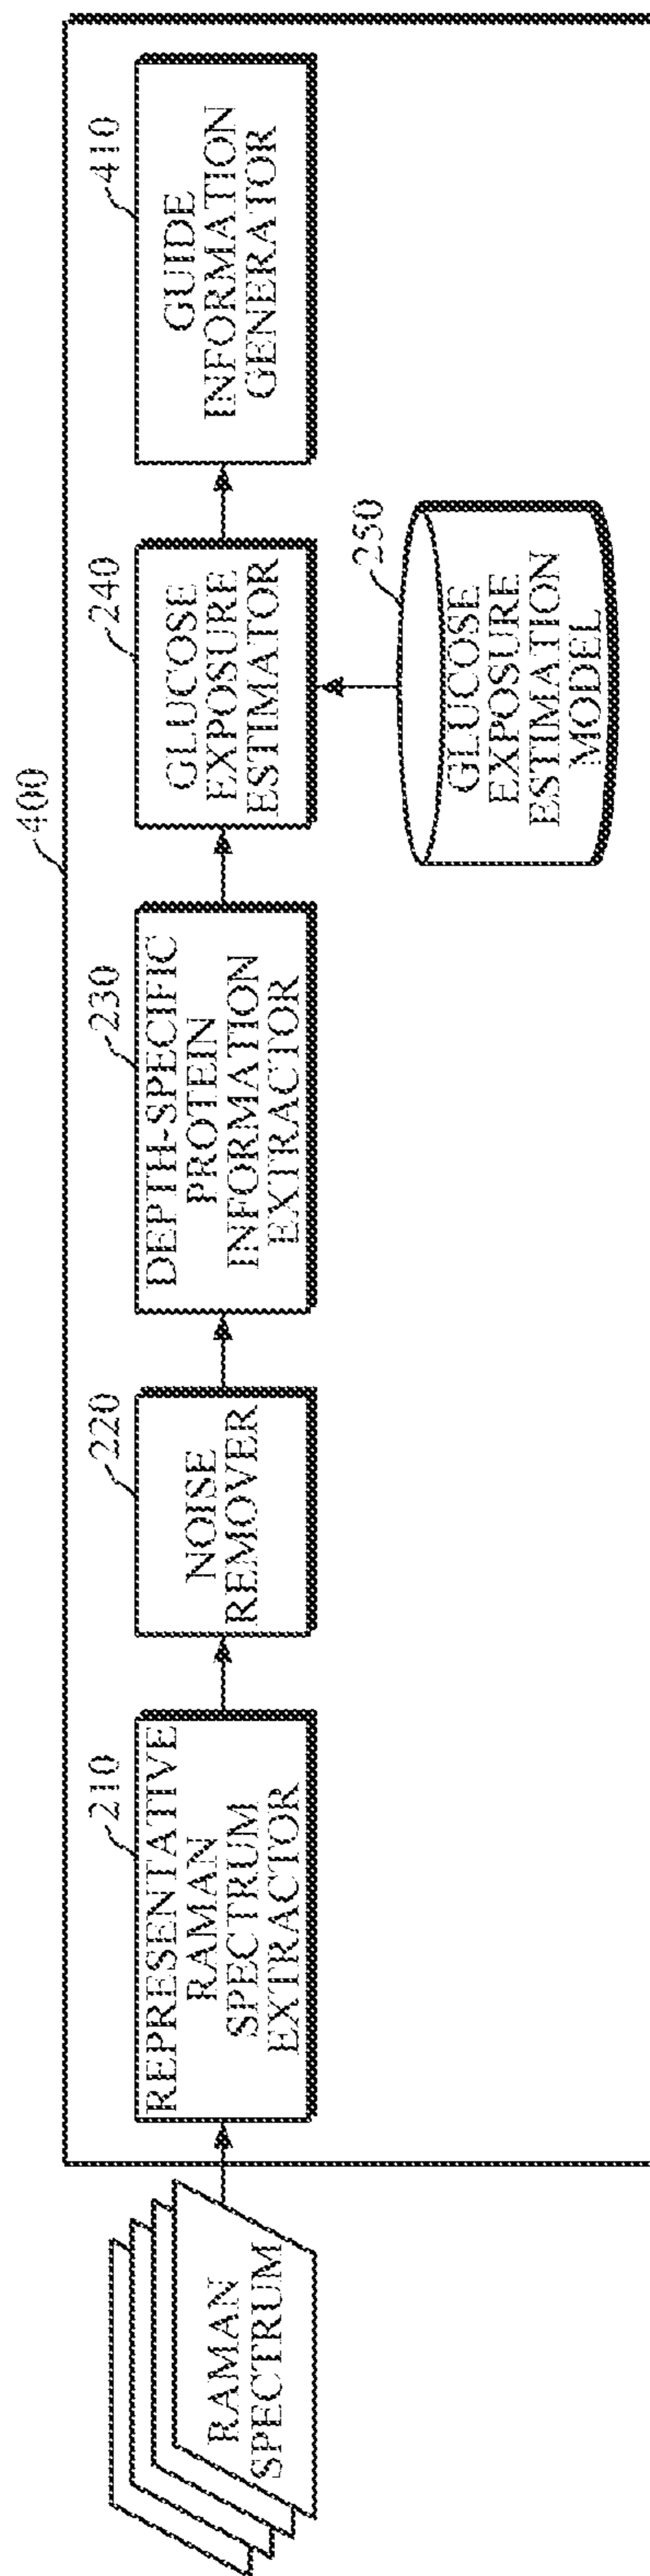 400
RAMAN
SPECTRUM
210
REPRESENTATIVE
RAMAN
SPECTRUM
EXTRACTOR
220
NOISE
REMOVER
230
DEPTH-SPECIFIC
PROTEIN
INFORMATION
EXTRACTOR
240
GLUCOSE
EXPOSURE
ESTIMATOR
410
GUIDE
INFORMATION
GENERATOR
250
GLUCOSE
EXPOSURE
ESTIMATION
MODEL